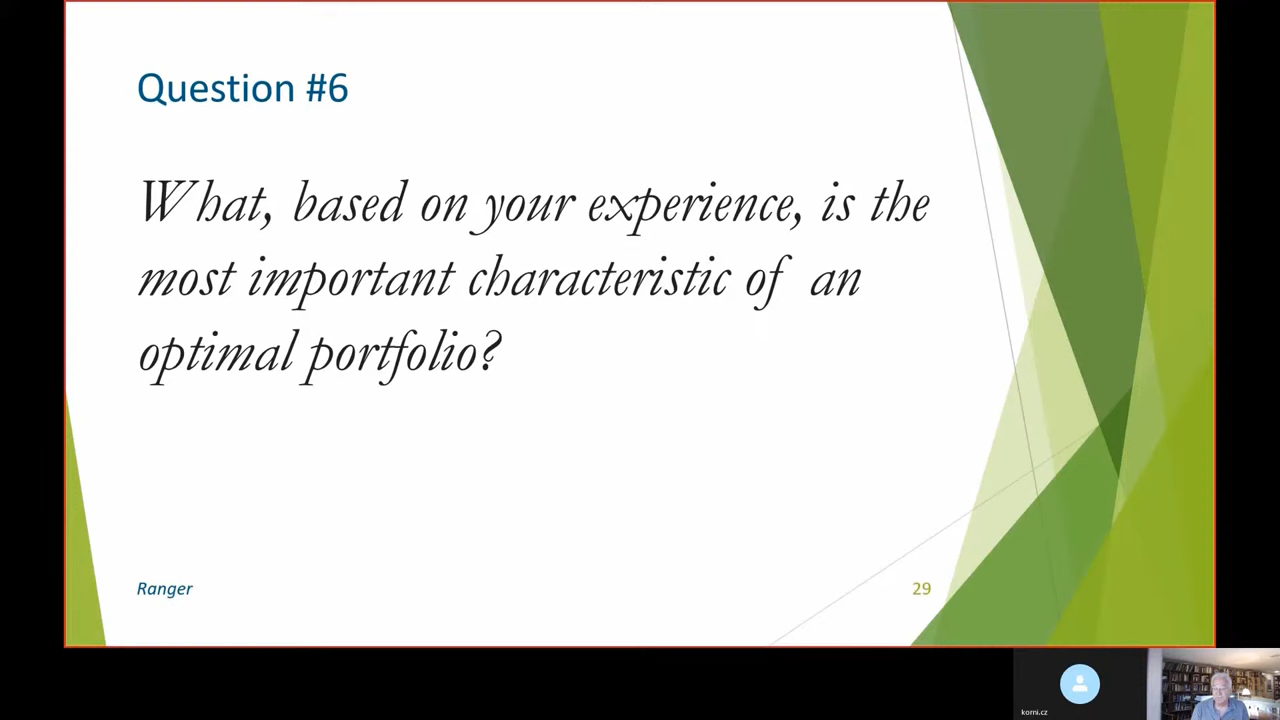 Question #6
What, based on your experience, is the
most important characteristic of an
optimal portfolio?
Ranger
29
komi.cz